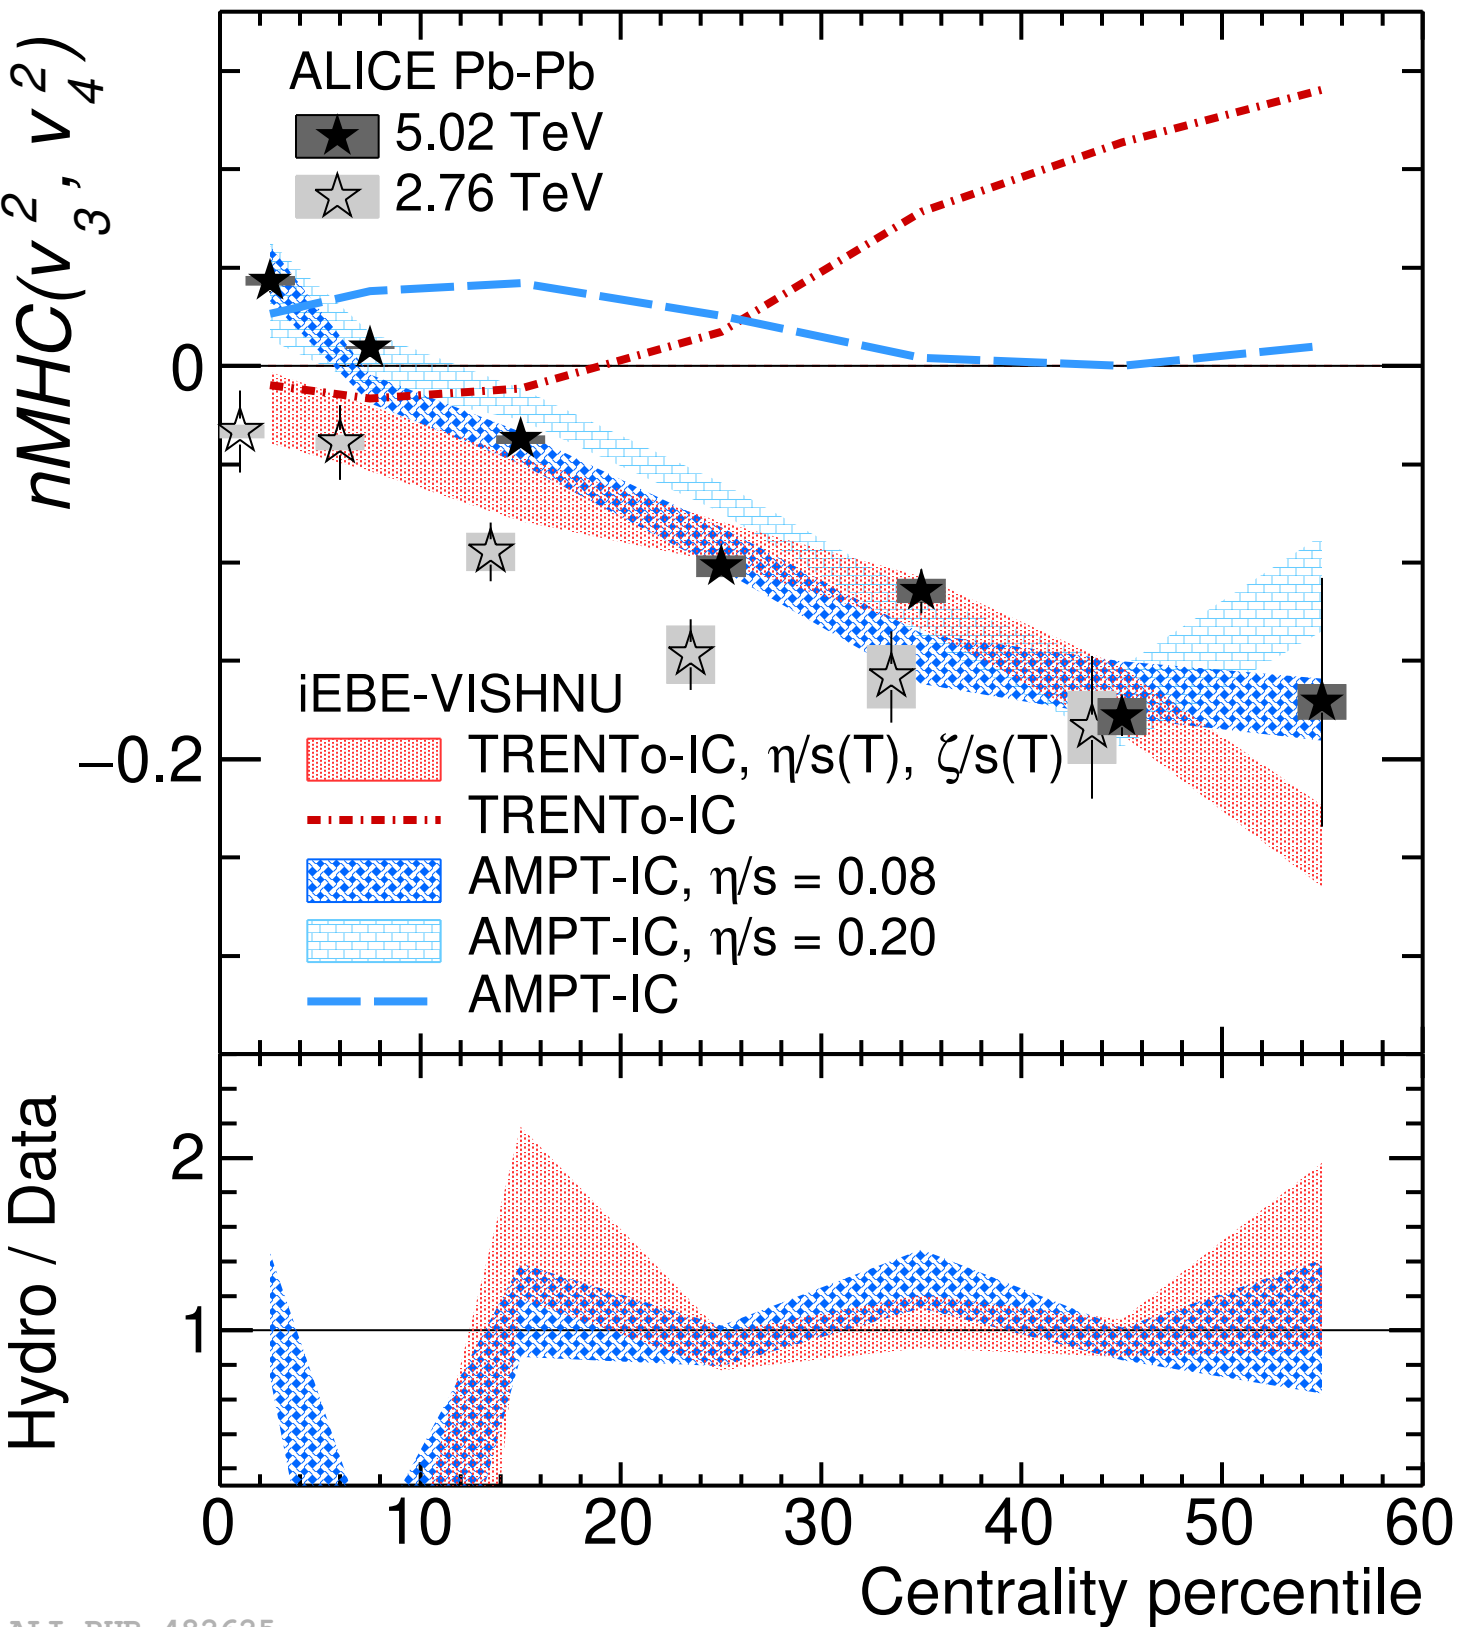 nMHC(v₃², v₄²)
ALICE Pb-Pb
5.02 TeV
2.76 TeV
0
−0.2
iEBE-VISHNU
TRENTo-IC, η/s(T), ζ/s(T)
TRENTo-IC
AMPT-IC, η/s = 0.08
AMPT-IC, η/s = 0.20
AMPT-IC
Hydro / Data
2
1
0 10 20 30 40 50 60
Centrality percentile